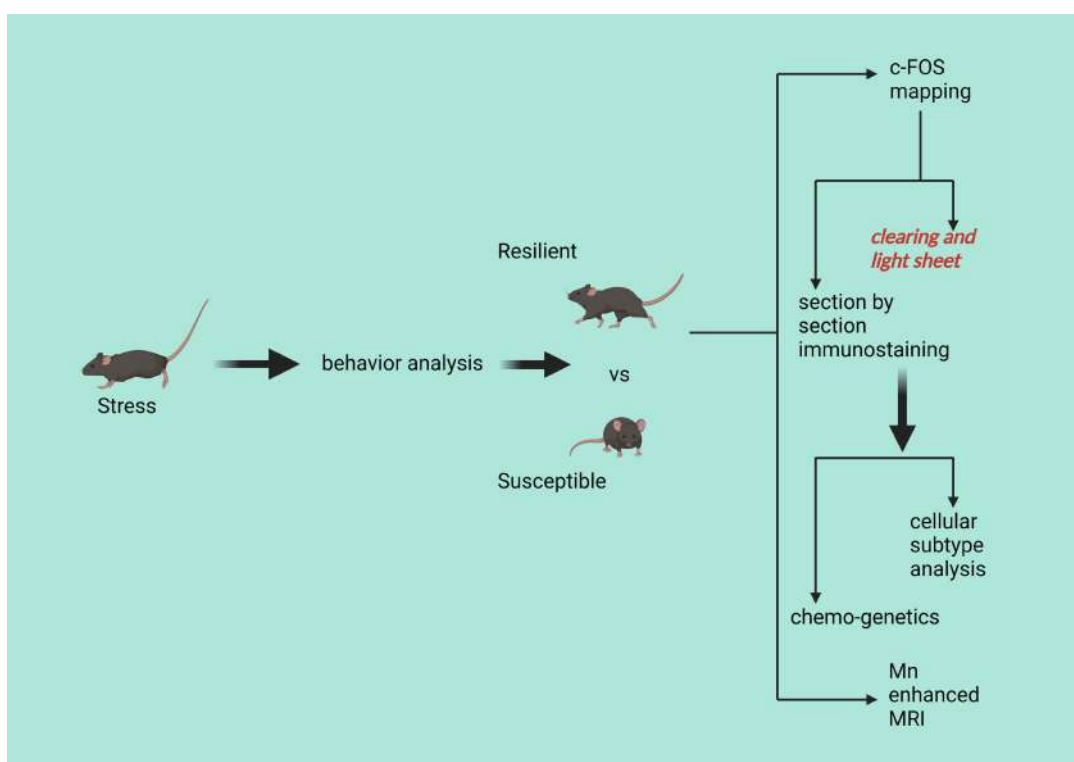 c-FOS
mapping
clearing and
light sheet
Resilient
section by
section
immunostaining
behavior analysis
vs
Stress
Susceptible
cellular
subtype
analysis
chemo-genetics
Mn
enhanced
MRI